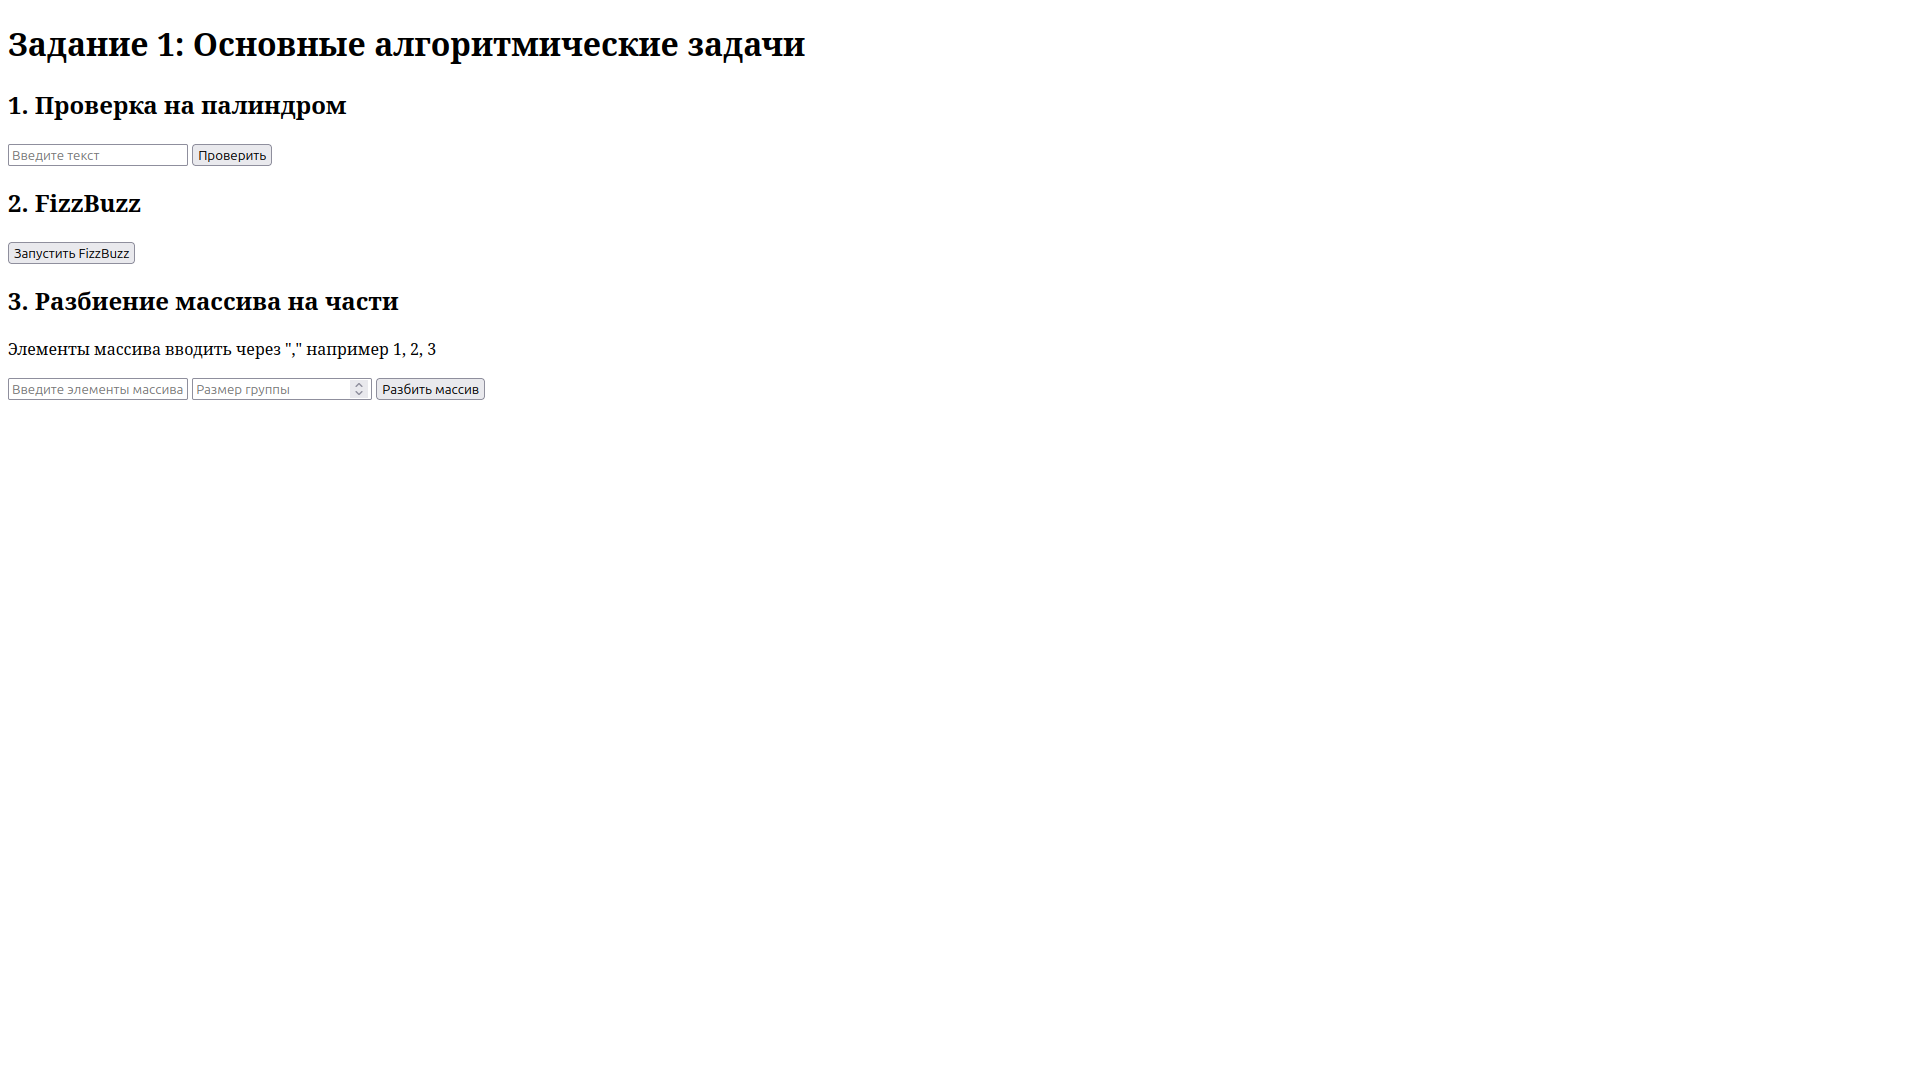 Задание 1: Основные алгоритмические задачи
1. Проверка на палиндром
Введите текст Проверить
2. FizzBuzz
Запустить FizzBuzz
3. Разбиение массива на части
Элементы массива вводить через "," например 1, 2, 3
Введите элементы массива Размер группы Разбить массив